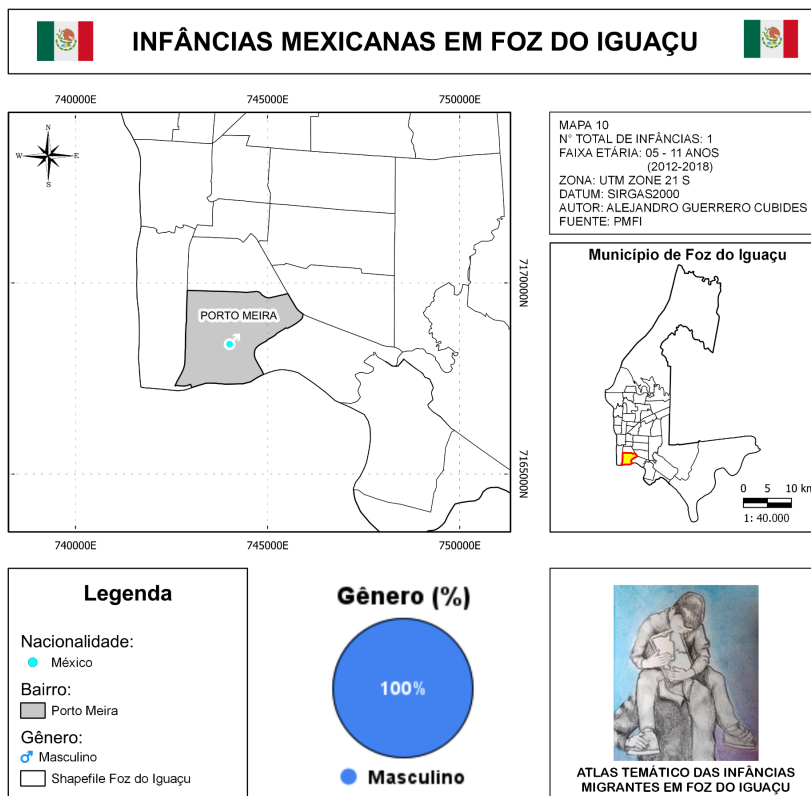 INFÂNCIAS MEXICANAS EM FOZ DO IGUAÇU
740000E 745000E 750000E
N
W E
S
7170000N
PORTO MEIRA
7165000N
740000E 745000E 750000E
MAPA 10
N° TOTAL DE INFÂNCIAS: 1
FAIXA ETÁRIA: 05 - 11 ANOS
(2012-2018)
ZONA: UTM ZONE 21 S
DATUM: SIRGAS2000
AUTOR: ALEJANDRO GUERRERO CUBIDES
FUENTE: PMFI
Município de Foz do Iguaçu
0 5 10 km
1: 40.000
Legenda
Nacionalidade:
México
Bairro:
Porto Meira
Gênero:
Masculino
Shapefile Foz do Iguaçu
Gênero (%)
100%
Masculino
ATLAS TEMÁTICO DAS INFÂNCIAS
MIGRANTES EM FOZ DO IGUAÇU